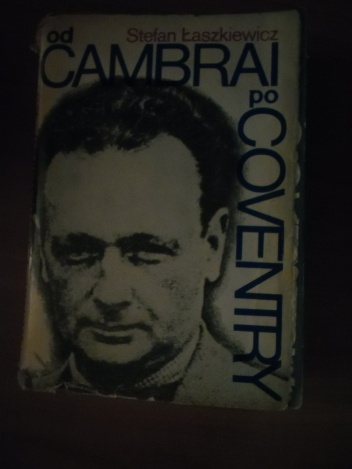 Stefan Łaszkiewicz
od
CAMBRAI
po
COVENTRY